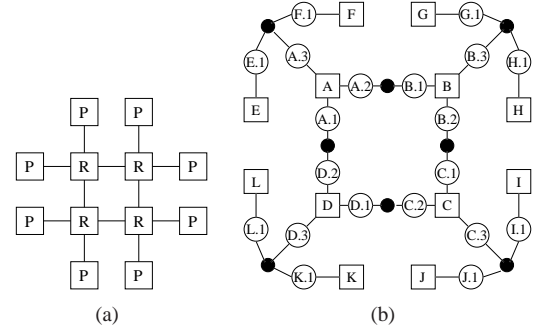 F.1 F G G.1
E.1 A.3 B.3 H.1
A A.2 B.1 B
E H
P P A.1 B.2
P R R P
D.2 C.1
L I
P R R P D D.1 C.2 C
L.1 D.3 C.3 I.1
P P K.1 K J J.1
(a) (b)